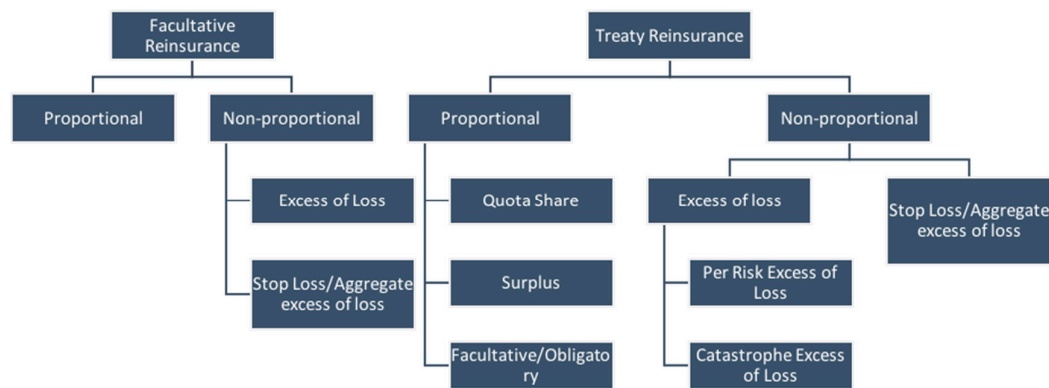 Facultative
Reinsurance
Treaty Reinsurance
Proportional
Non-proportional
Proportional
Non-proportional
Excess of Loss
Quota Share
Excess of loss
Stop Loss/Aggregate
excess of loss
Stop Loss/Aggregate
excess of loss
Surplus
Per Risk Excess of
Loss
Facultative/Obligato
ry
Catastrophe Excess
of Loss